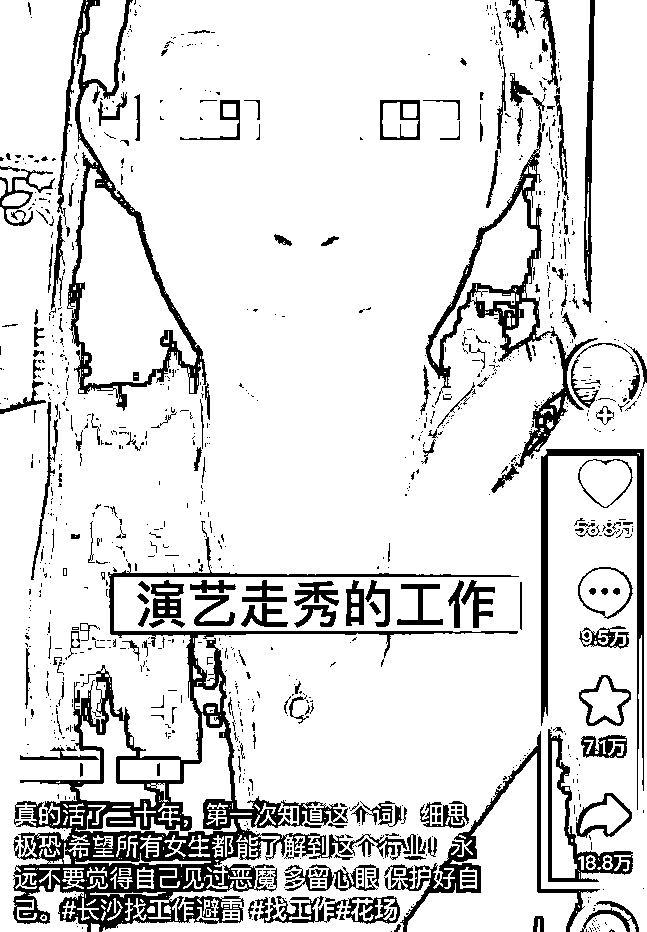 58.8万
9.5万
演艺走秀的工作
7.1万
真的活了二十年，第一次知道这个词！细思
极恐 希望所有女生都能了解到这个行业！永
远不要觉得自己见过恶魔 多留心眼 保护好自
己。#长沙找工作避雷 #找工作#花场
18.8万